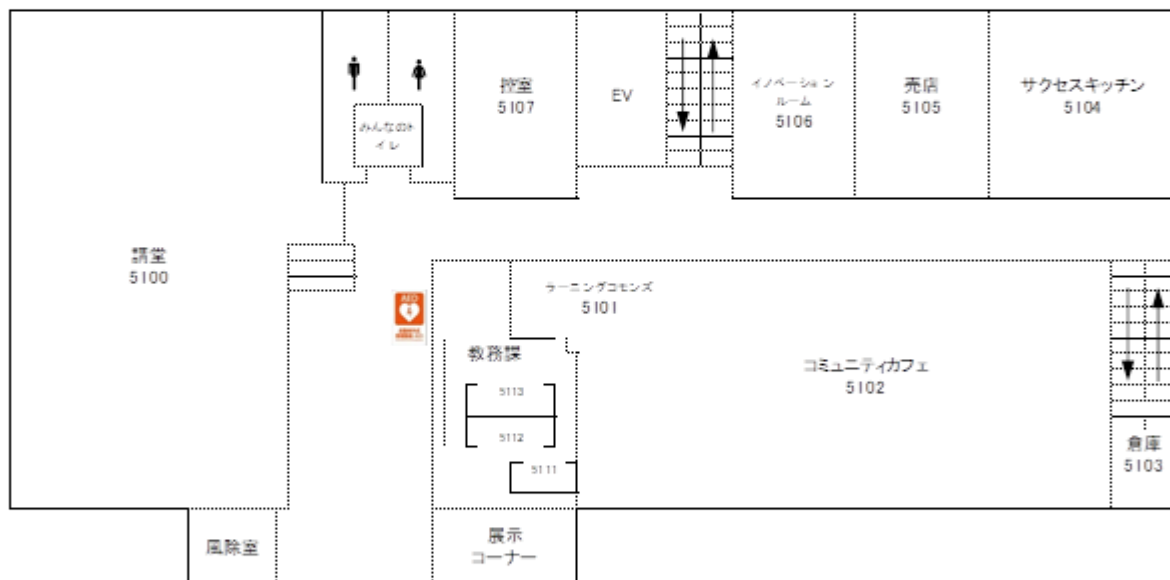 控室
5107
EV
イノベーション
ルーム
5106
売店
5105
サクセスキッチン
5104
みんなのト
イレ
講堂
5100
ラーニングコモンズ
5101
AED
教務課
コミュニティカフェ
5102
5113
5112
5111
倉庫
5103
風除室
展示
コーナー